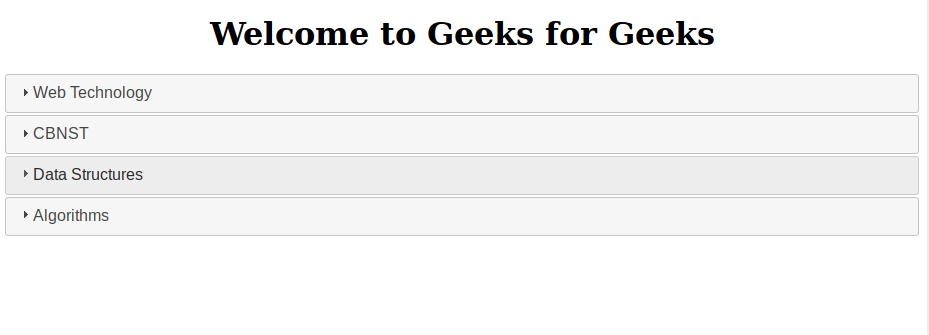 Welcome to Geeks for Geeks
Web Technology
CBNST
Data Structures
Algorithms